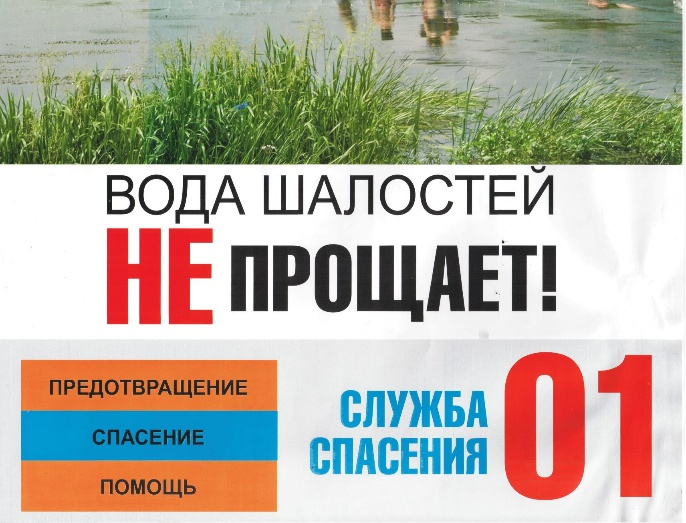 ВОДА ШАЛОСТЕЙ
НЕ ПРОЩАЕТ!
ПРЕДОТВРАЩЕНИЕ
СПАСЕНИЕ
ПОМОЩЬ
СЛУЖБА
СПАСЕНИЯ
01